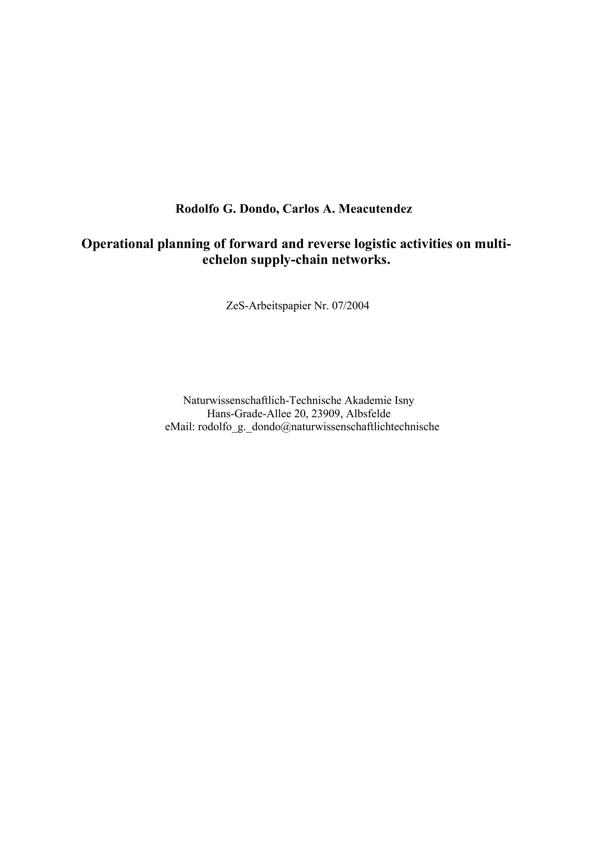 Rodolfo G. Dondo, Carlos A. Meacutendez
Operational planning of forward and reverse logistic activities on multi-
echelon supply-chain networks.
ZeS-Arbeitspapier Nr. 07/2004
Naturwissenschaftlich-Technische Akademie Isny
Hans-Grade-Allee 20, 23909, Albsfelde
eMail: rodolfo_g._dondo@naturwissenschaftlichtechnische